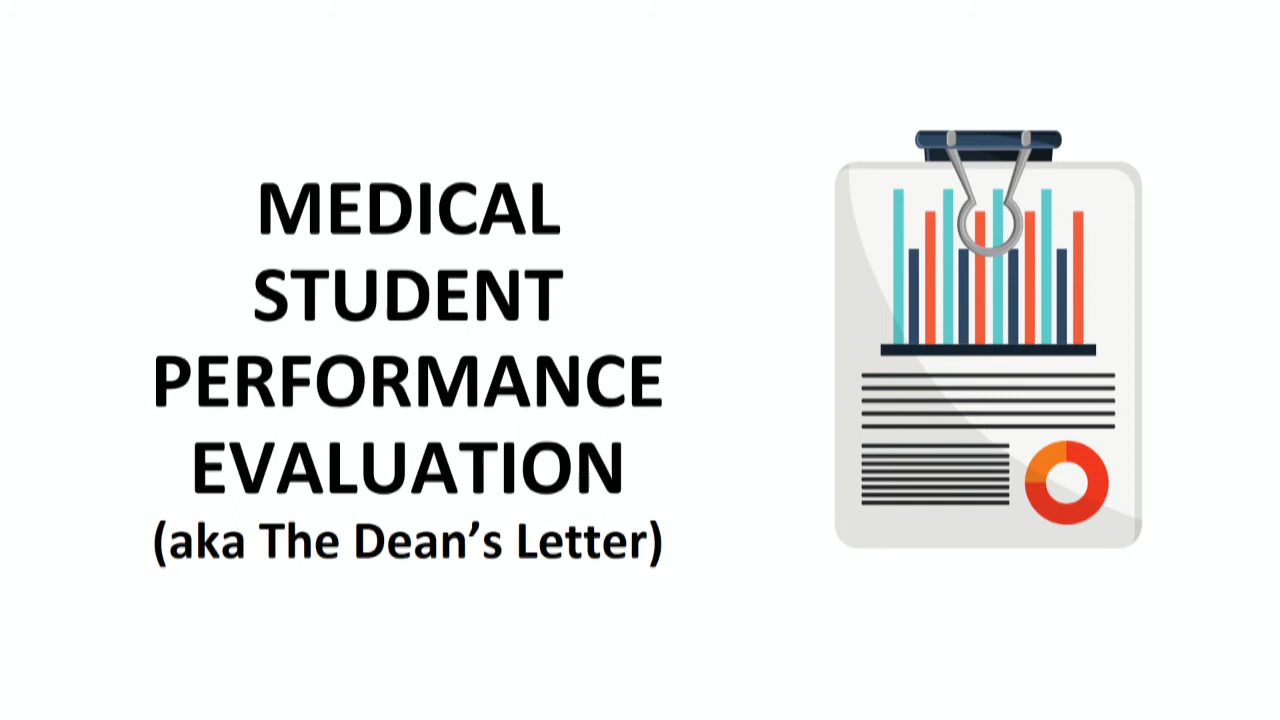 MEDICAL
STUDENT
PERFORMANCE
EVALUATION
(aka The Dean’s Letter)